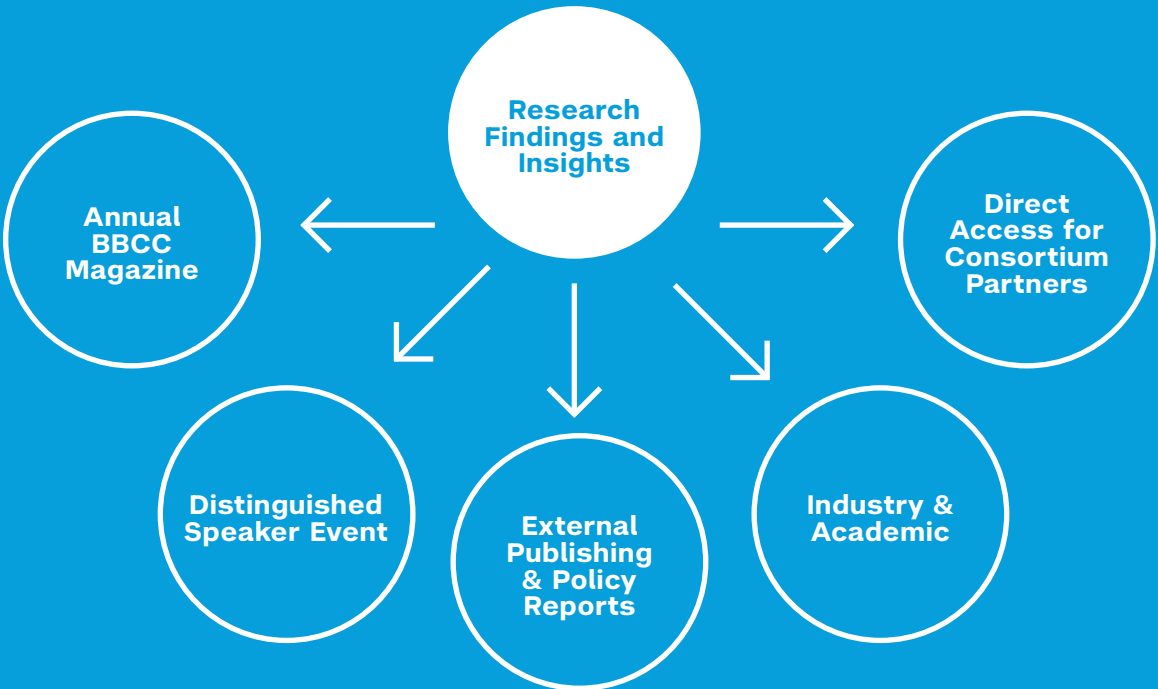 Research
Findings and
Insights
Annual
BBCC
Magazine
Direct
Access for
Consortium
Partners
Distinguished
Speaker Event
External
Publishing
& Policy
Reports
Industry &
Academic